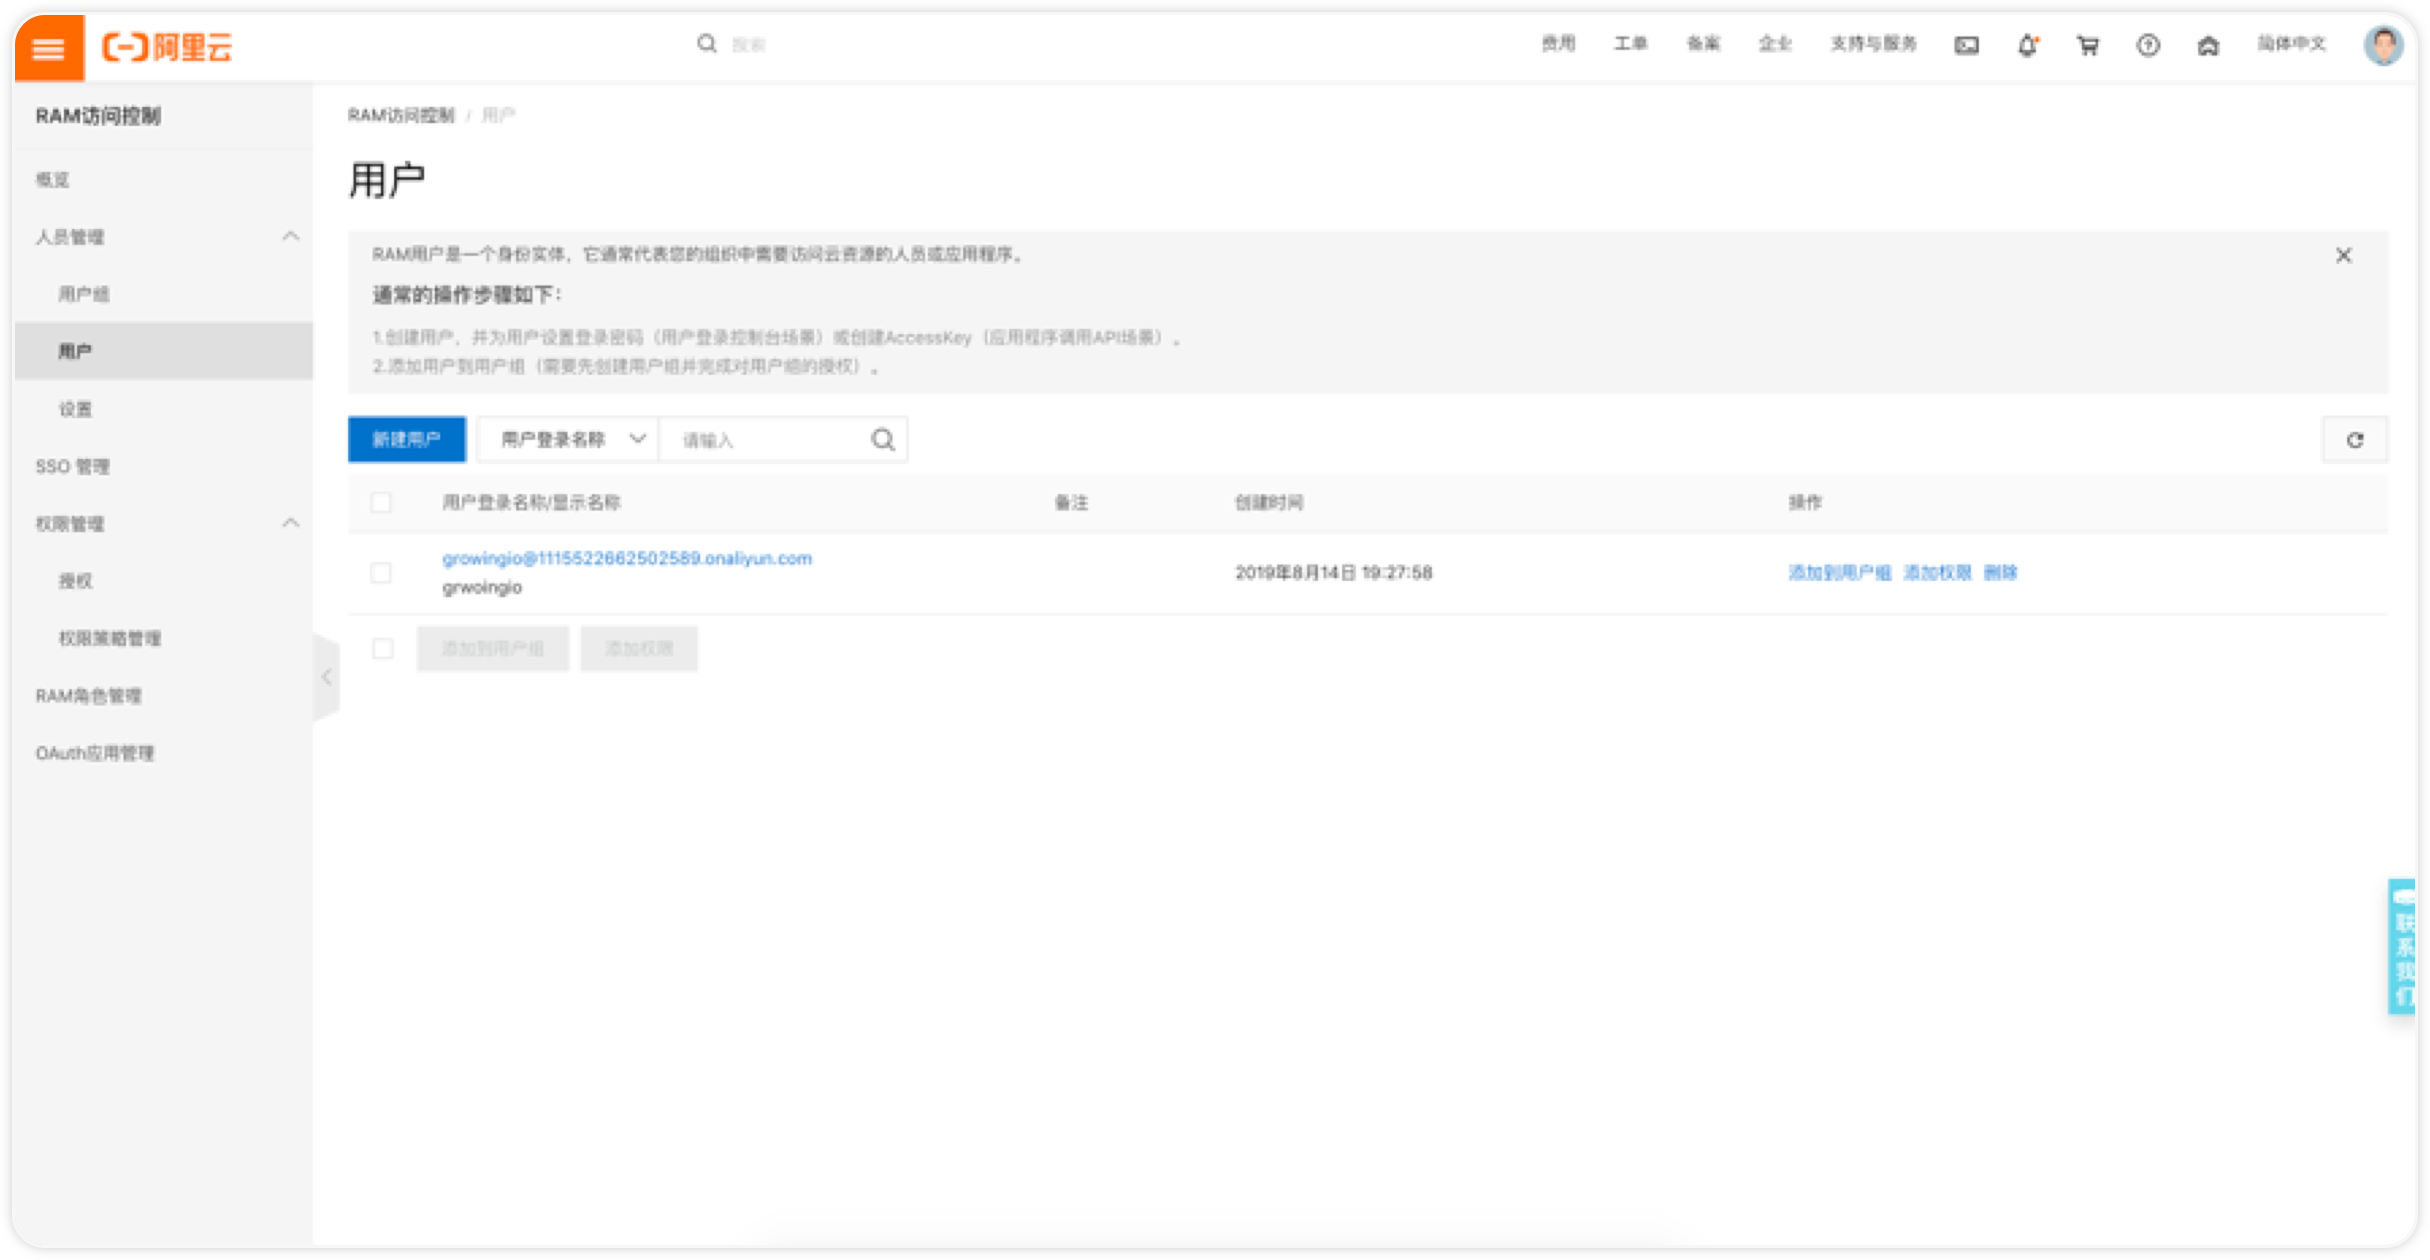 阿里云
搜索
费用 工单 备案 企业 支持与服务 简体中文
RAM访问控制
概览
人员管理
用户组
用户
设置
SSO 管理
权限管理
授权
权限策略管理
RAM角色管理
OAuth应用管理
RAM访问控制 / 用户
用户
RAM用户是一个身份实体，它通常代表您的组织中需要访问云资源的人员或应用程序。
通常的操作步骤如下：
1.创建用户，并为用户设置登录密码（用户登录控制台场景）或创建AccessKey（应用程序调用API场景）。
2.添加用户到用户组（需要先创建用户组并完成对用户组的授权）。
新建用户 用户登录名称 请输入
用户登录名称/显示名称 备注 创建时间 操作
growingio@1115522662502589.onaliyun.com
grwoingio
2019年8月14日 19:27:58
添加到用户组 添加权限 删除
添加到用户组 添加权限
联系我们